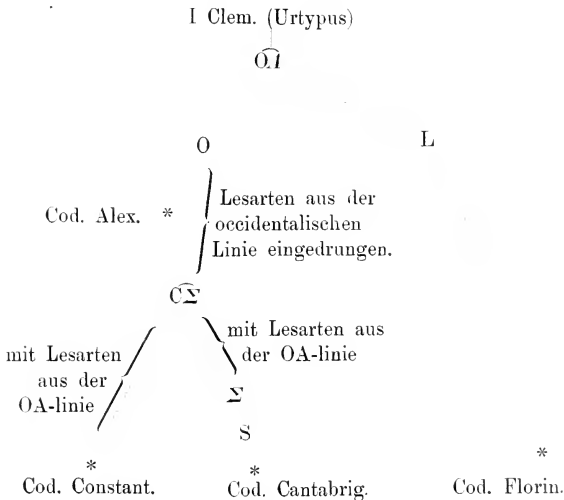 I Clem. (Urtypus)
O L
Cod. Alex. *
Lesarten aus der
occidentalischen
Linie eingedrungen.
CΣ
mit Lesarten
aus der
OA-linie
mit Lesarten aus
der OA-linie
Σ
S
* * *
Cod. Constant. Cod. Cantabrig. Cod. Florin.